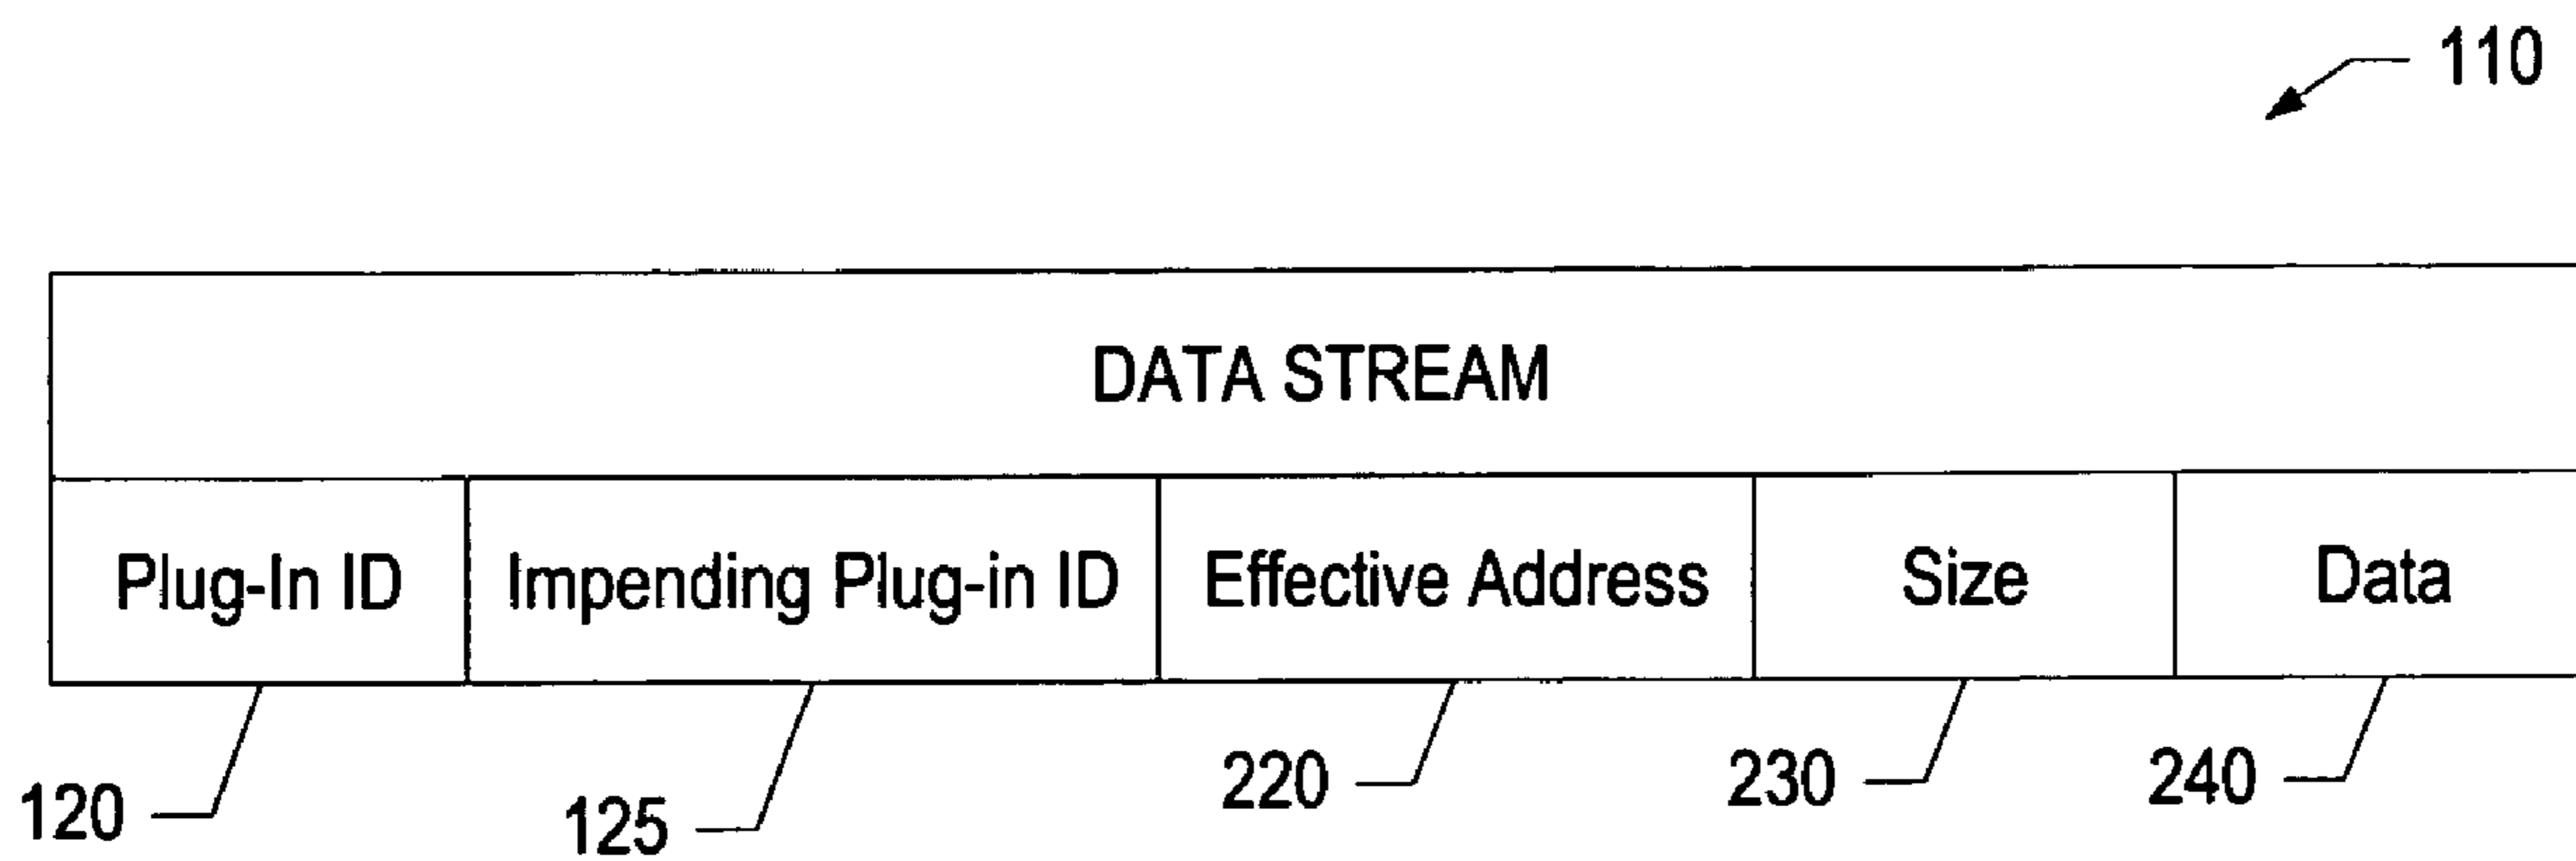 110
DATA STREAM
Plug-In ID Impending Plug-in ID Effective Address Size Data
120 125 220 230 240